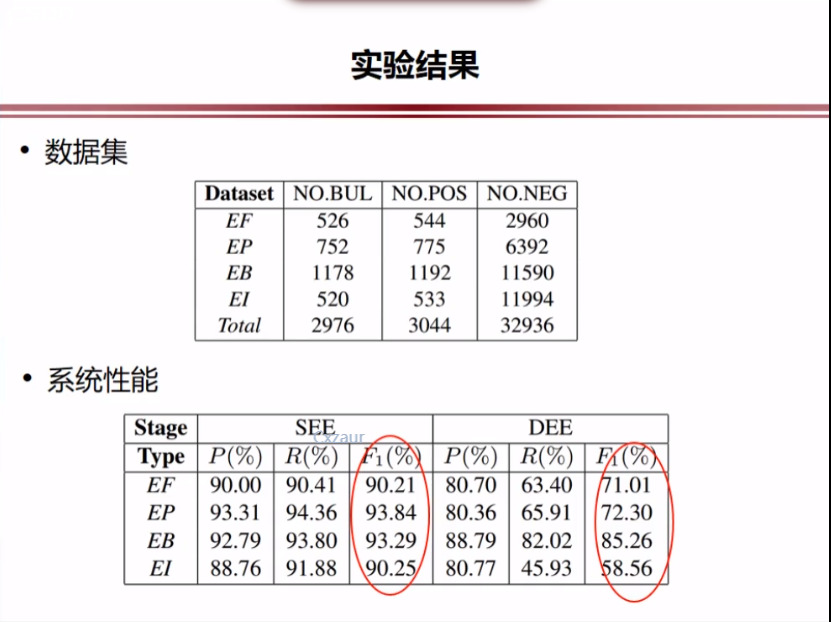 实验结果
• 数据集
Dataset NO.BUL NO.POS NO.NEG
EF 526 544 2960
EP 752 775 6392
EB 1178 1192 11590
EI 520 533 11994
Total 2976 3044 32936
• 系统性能
Stage SEE DEE
Cxzaur
Type P(%) R(%) F₁(%) P(%) R(%) F₁(%)
EF 90.00 90.41 90.21 80.70 63.40 71.01
EP 93.31 94.36 93.84 80.36 65.91 72.30
EB 92.79 93.80 93.29 88.79 82.02 85.26
EI 88.76 91.88 90.25 80.77 45.93 58.56